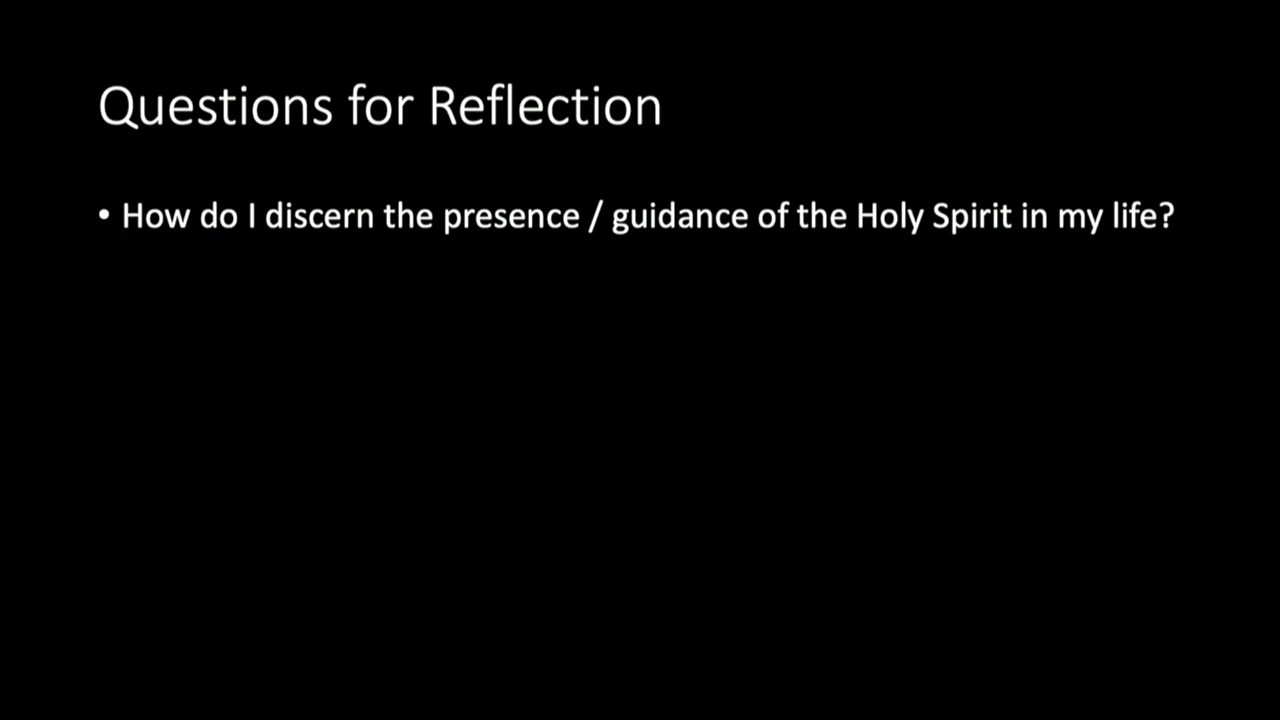 Questions for Reflection
• How do I discern the presence / guidance of the Holy Spirit in my life?